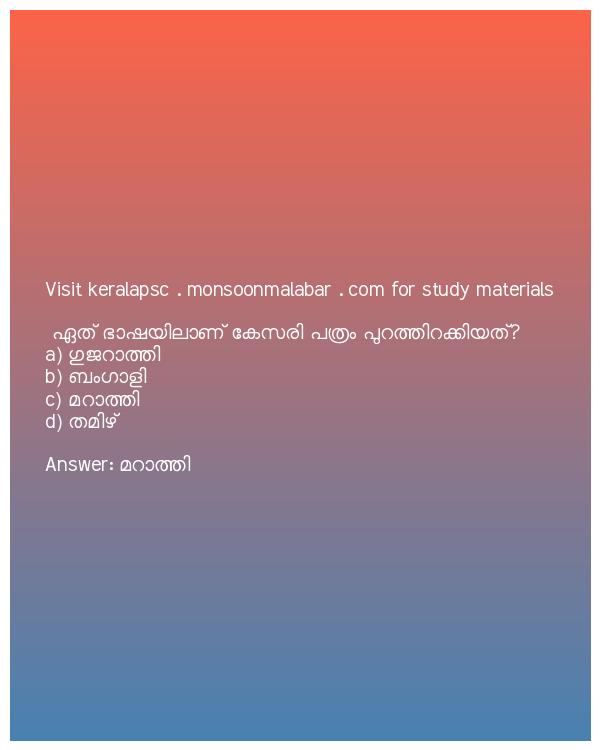 Visit keralapsc . monsoonmalabar . com for study materials
ഏത് ഭാഷയിലാണ് കേസരി പത്രം പുറത്തിറക്കിയത്?
a) ഗുജറാത്തി
b) ബംഗാളി
c) മറാത്തി
d) തമിഴ്
Answer: മറാത്തി